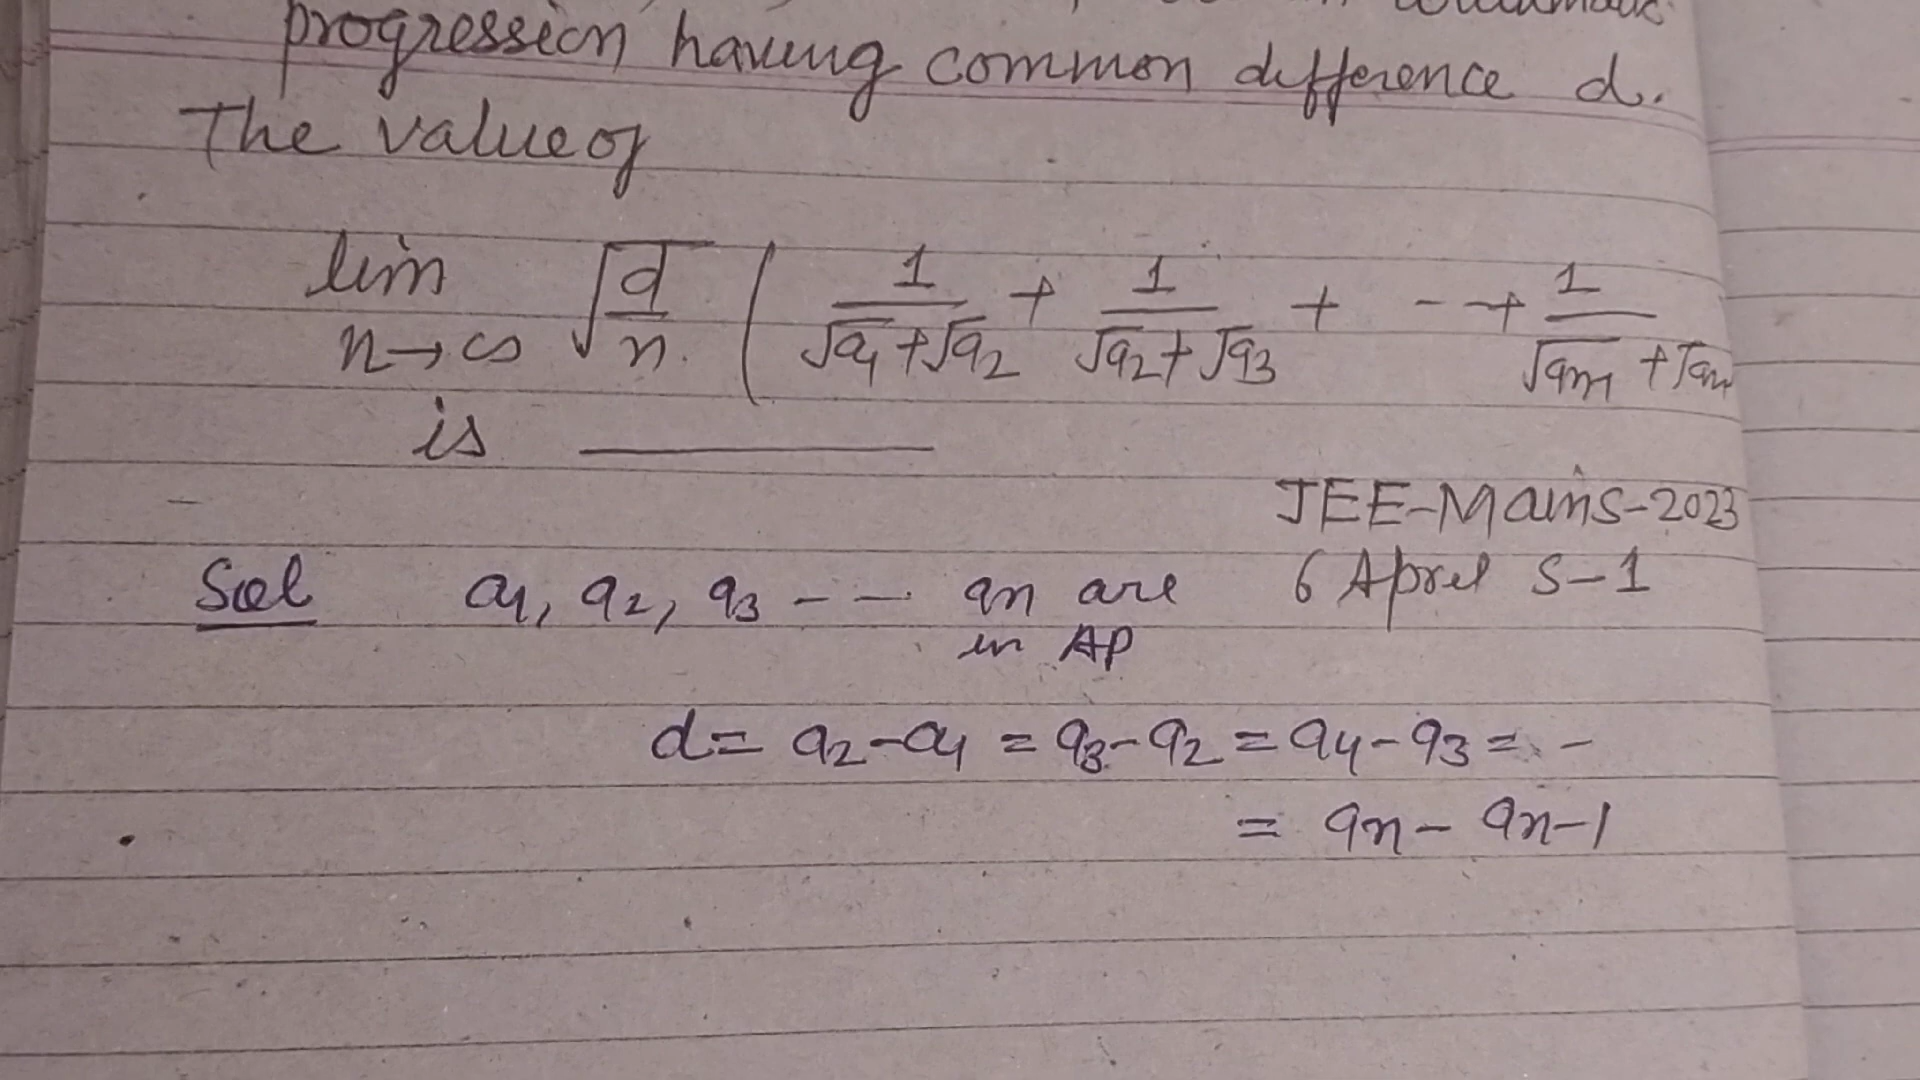 progression having common difference d.
The value of
lim n→∞ √(d/n) ( 1/(√a1+√a2) + 1/(√a2+√a3) + --+ 1/(√an-1 + √an
is ________
JEE-Mains-2023
6 April S-1
Sol a1, a2, a3 - - an are
in AP
d = a2-a1 = a3-a2 = a4-a3 = - -
= an - an-1